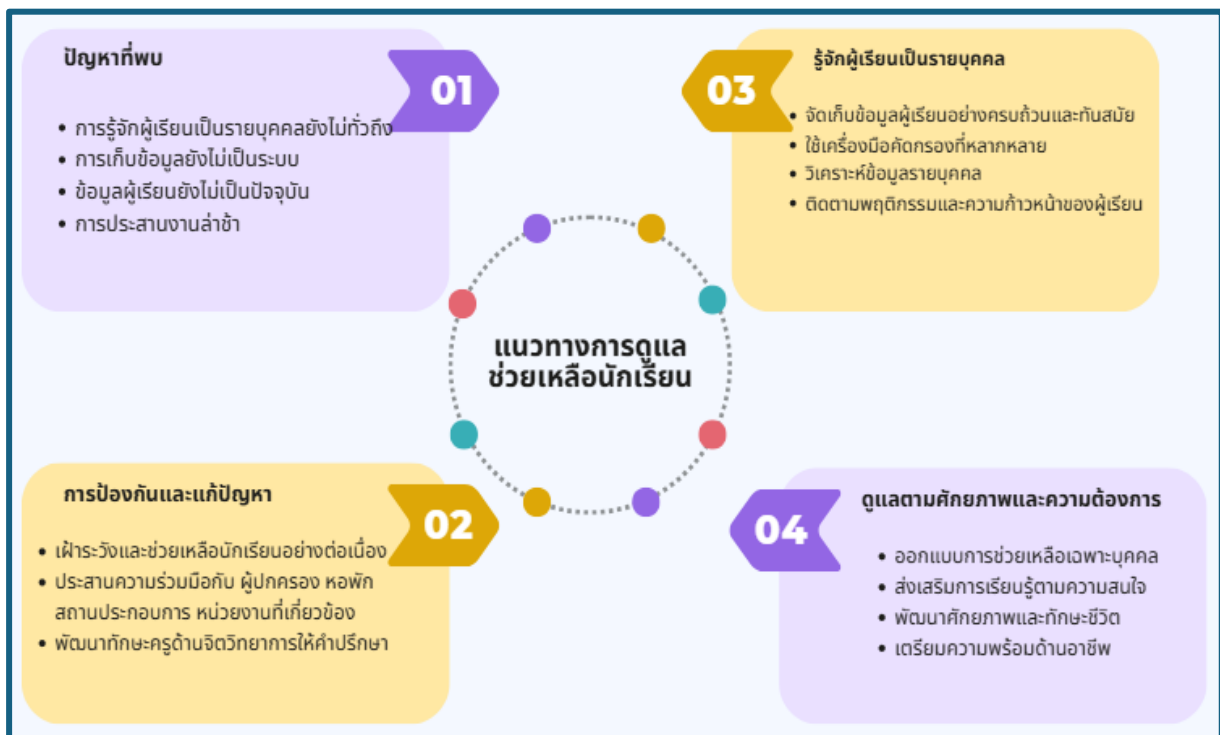 ปัญหาที่พบ
01
• การรู้จักผู้เรียนเป็นรายบุคคลยังไม่ทั่วถึง
• การเก็บข้อมูลยังไม่เป็นระบบ
• ข้อมูลผู้เรียนยังไม่เป็นปัจจุบัน
• การประสานงานล่าช้า
การป้องกันและแก้ปัญหา
02
• เฝ้าระวังและช่วยเหลือนักเรียนอย่างต่อเนื่อง
• ประสานความร่วมมือกับ ผู้ปกครอง หอพัก
สถานประกอบการ หน่วยงานที่เกี่ยวข้อง
• พัฒนาทักษะครูด้านจิตวิทยาการให้คำปรึกษา
แนวทางการดูแล
ช่วยเหลือนักเรียน
03
รู้จักผู้เรียนเป็นรายบุคคล
• จัดเก็บข้อมูลผู้เรียนอย่างครบถ้วนและทันสมัย
• ใช้เครื่องมือคัดกรองที่หลากหลาย
• วิเคราะห์ข้อมูลรายบุคคล
• ติดตามพฤติกรรมและความก้าวหน้าของผู้เรียน
04
ดูแลตามศักยภาพและความต้องการ
• ออกแบบการช่วยเหลือเฉพาะบุคคล
• ส่งเสริมการเรียนรู้ตามความสนใจ
• พัฒนาศักยภาพและทักษะชีวิต
• เตรียมความพร้อมด้านอาชีพ